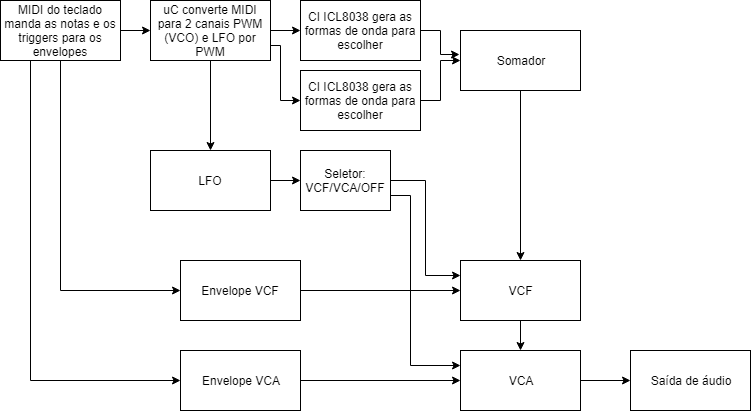 MIDI do teclado
manda as notas e os
triggers para os
envelopes
uC converte MIDI
para 2 canais PWM
(VCO) e LFO por
PWM
CI ICL8038 gera as
formas de onda para
escolher
CI ICL8038 gera as
formas de onda para
escolher
Somador
LFO
Seletor:
VCF/VCA/OFF
Envelope VCF
VCF
Envelope VCA
VCA
Saída de áudio